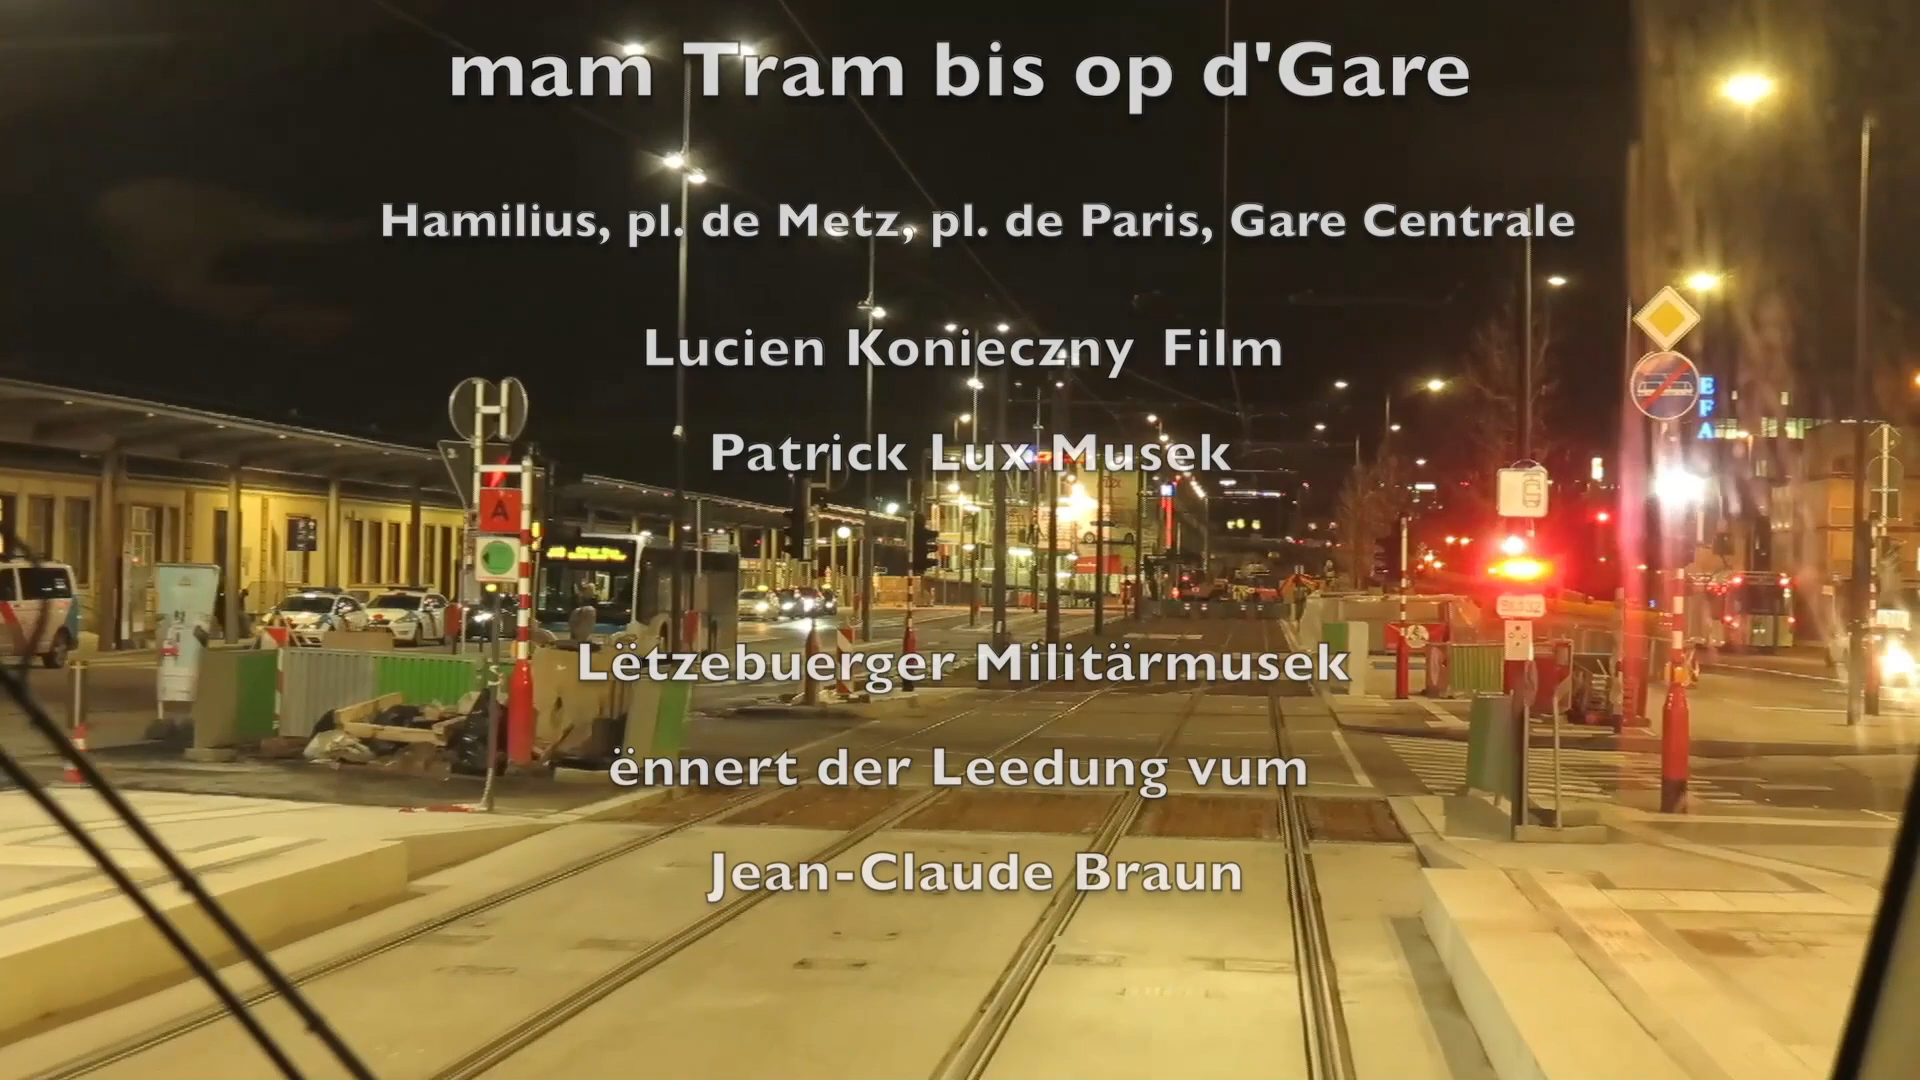 mam Tram bis op d'Gare
Hamilius, pl. de Metz, pl. de Paris, Gare Centrale
Lucien Konieczny Film
Patrick Lux Musek
Lëtzebuerger Militärmusek
ënnert der Leedung vum
Jean-Claude Braun
H
A
EFA